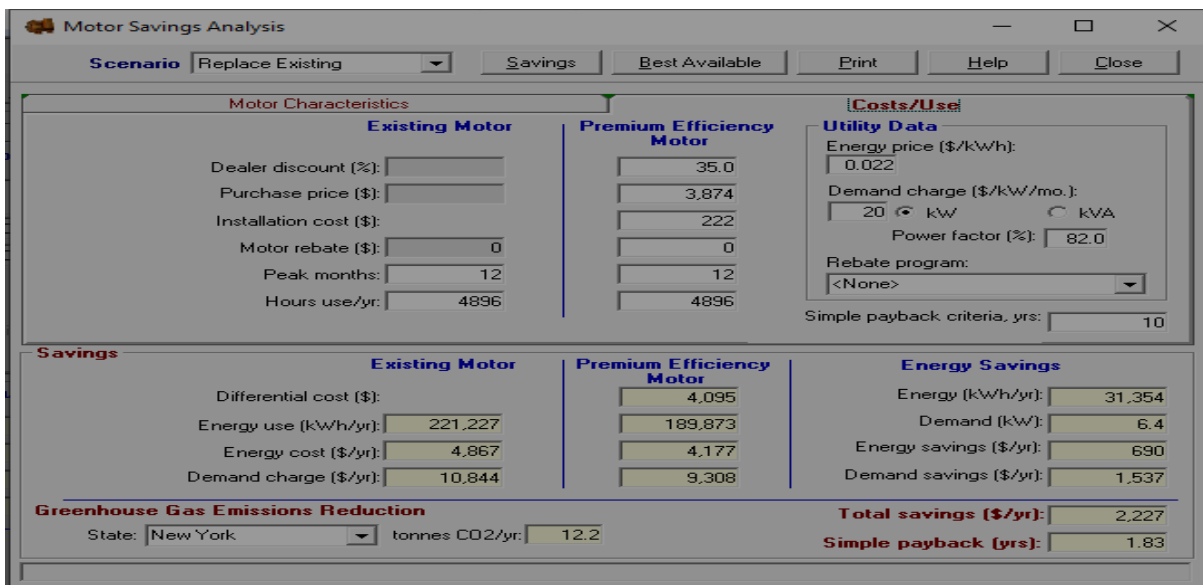 Motor Savings Analysis
Scenario Replace Existing Savings Best Available Print Help Close
Motor Characteristics Costs/Use
Existing Motor Premium Efficiency Motor Utility Data
Energy price ($/kWh):
Dealer discount (%): 35.0 0.022
Purchase price ($): 3,874 Demand charge ($/kW/mo.):
Installation cost ($): 222 20 kW kVA
Motor rebate ($): 0 0 Power factor (%): 82.0
Peak months: 12 12 Rebate program:
<None>
Hours use/yr: 4896 4896
Simple payback criteria, yrs: 10
Savings
Existing Motor Premium Efficiency Motor Energy Savings
Differential cost ($): 4,095 Energy (kWh/yr): 31,354
Energy use (kWh/yr): 221,227 189,873 Demand (kW): 6.4
Energy cost ($/yr): 4,867 4,177 Energy savings ($/yr): 690
Demand charge ($/yr): 10,844 9,308 Demand savings ($/yr): 1,537
Greenhouse Gas Emissions Reduction Total savings ($/yr): 2,227
State: New York tonnes CO2/yr: 12.2 Simple payback (yrs): 1.83